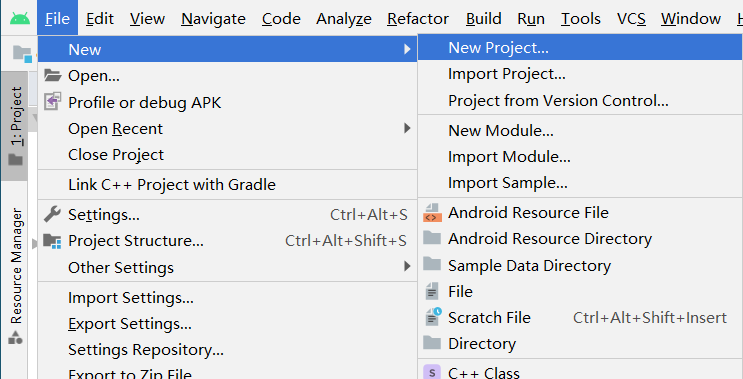 File Edit View Navigate Code Analyze Refactor Build Run Tools VCS Window
New
Open...
Profile or debug APK
Open Recent
Close Project
Link C++ Project with Gradle
Settings... Ctrl+Alt+S
Project Structure... Ctrl+Alt+Shift+S
Other Settings
Import Settings...
Export Settings...
Settings Repository...
Export to Zip File
New Project...
Import Project...
Project from Version Control...
New Module...
Import Module...
Import Sample...
Android Resource File
Android Resource Directory
Sample Data Directory
File
Scratch File Ctrl+Alt+Shift+Insert
Directory
S C++ Class
1: Project
Resource Manager